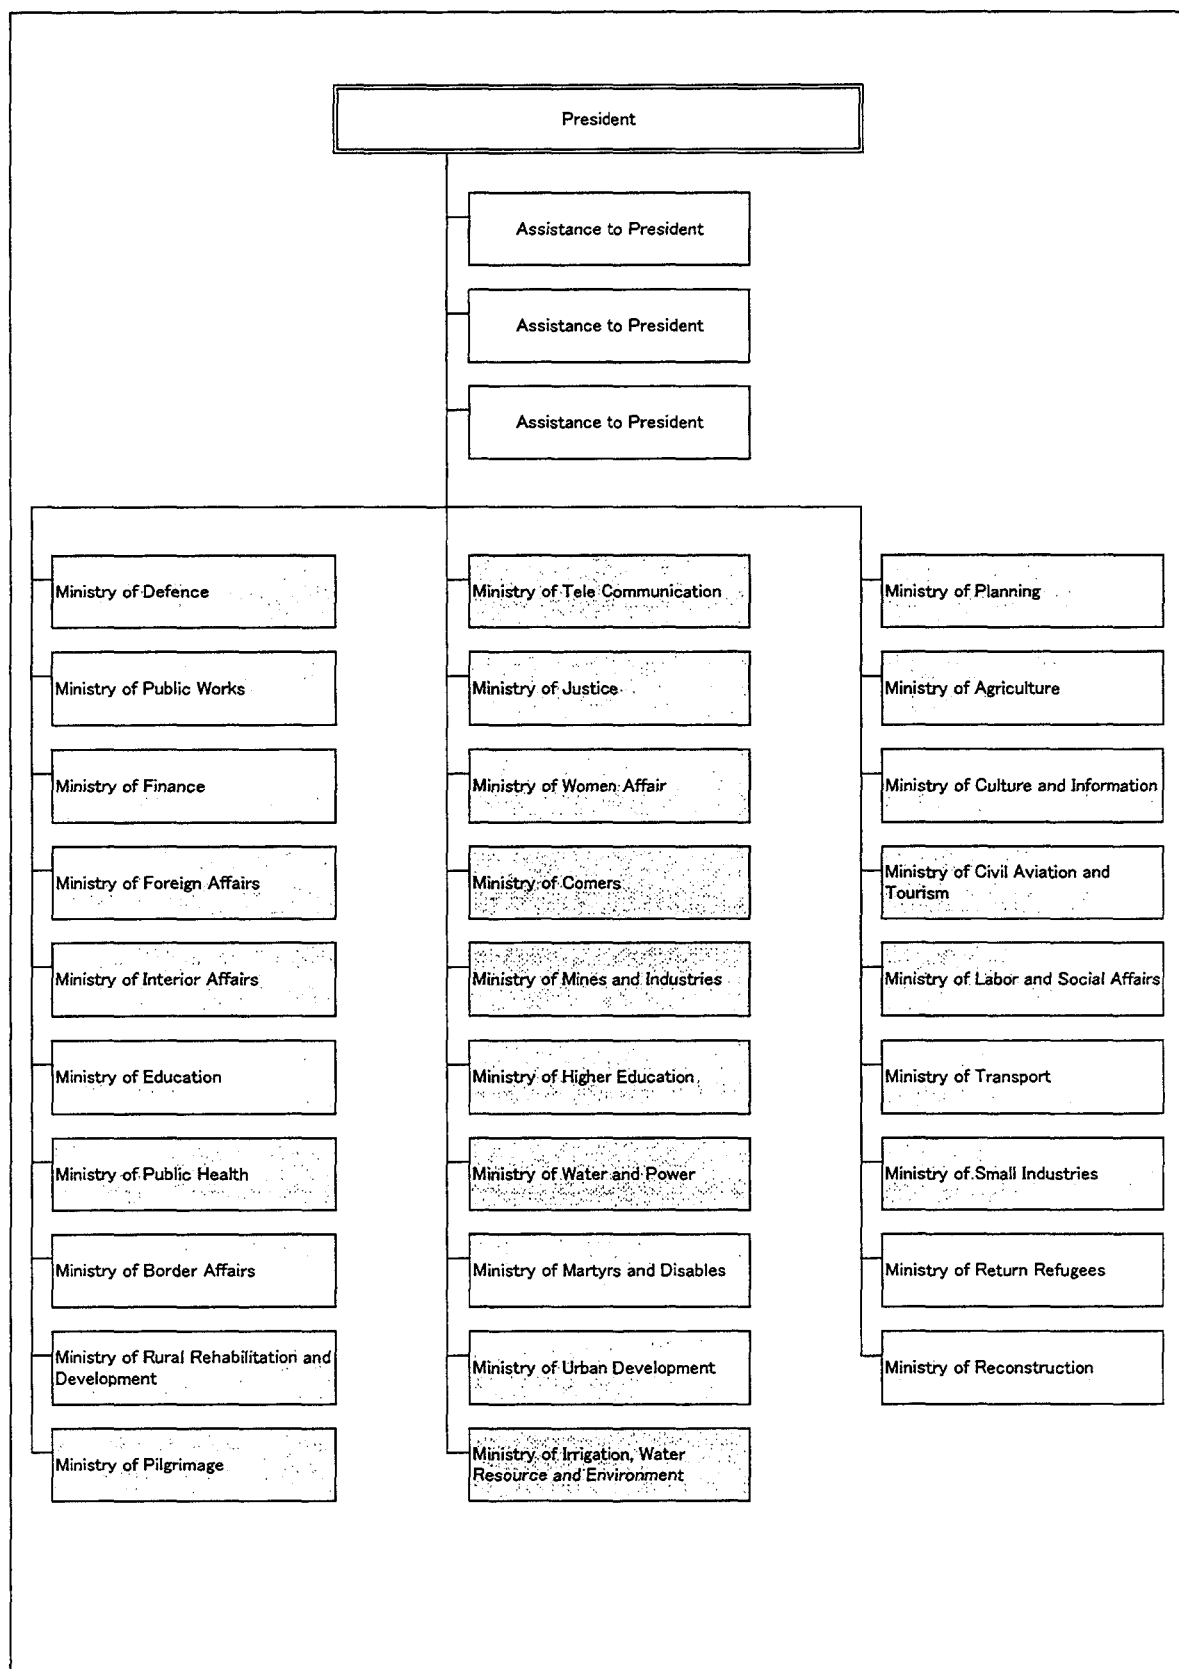 President
Assistance to President
Assistance to President
Assistance to President
Ministry of Defence
Ministry of Public Works
Ministry of Finance
Ministry of Foreign Affairs
Ministry of Interior Affairs
Ministry of Education
Ministry of Public Health
Ministry of Border Affairs
Ministry of Rural Rehabilitation and
Development
Ministry of Pilgrimage
Ministry of Tele Communication
Ministry of Justice
Ministry of Women Affair
Ministry of Comers
Ministry of Mines and Industries
Ministry of Higher Education
Ministry of Water and Power
Ministry of Martyrs and Disables
Ministry of Urban Development
Ministry of Irrigation, Water
Resource and Environment
Ministry of Planning
Ministry of Agriculture
Ministry of Culture and Information
Ministry of Civil Aviation and
Tourism
Ministry of Labor and Social Affairs
Ministry of Transport
Ministry of Small Industries
Ministry of Return Refugees
Ministry of Reconstruction